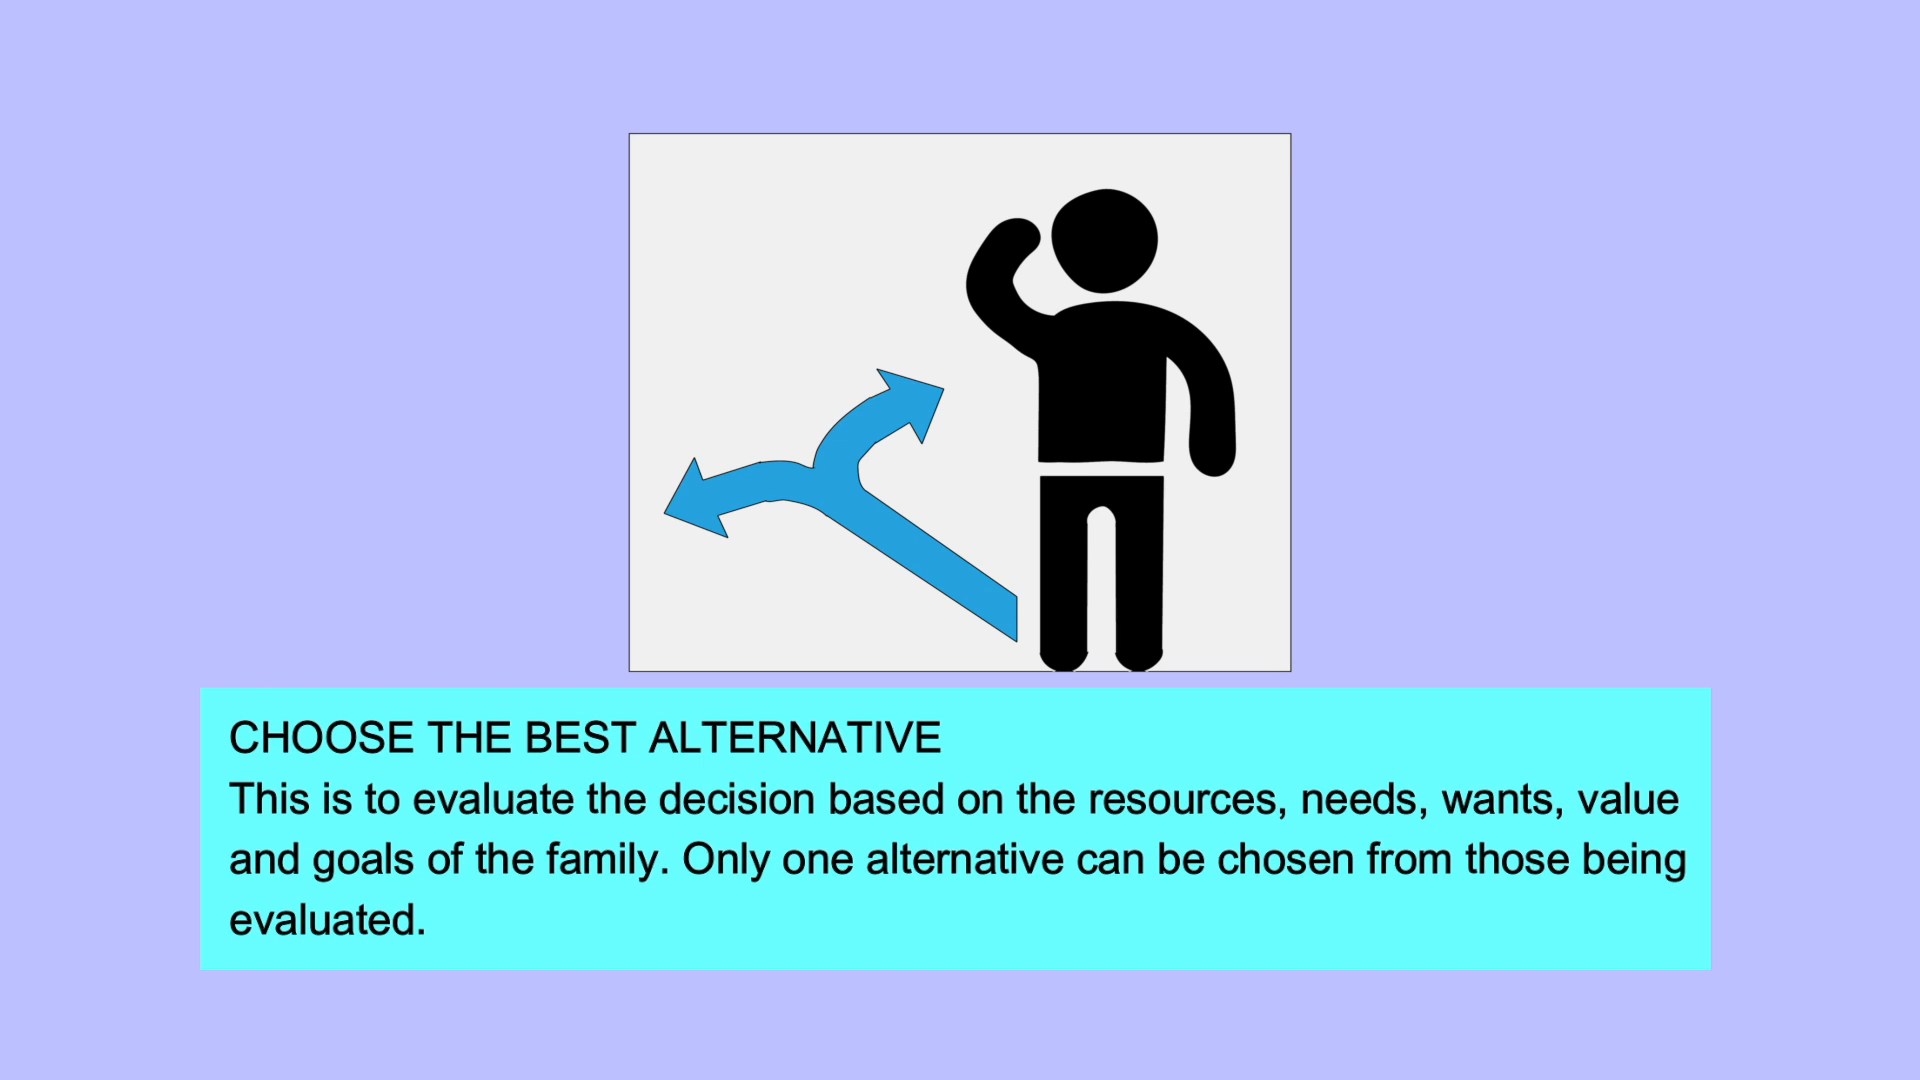 CHOOSE THE BEST ALTERNATIVE
This is to evaluate the decision based on the resources, needs, wants, value
and goals of the family. Only one alternative can be chosen from those being
evaluated.